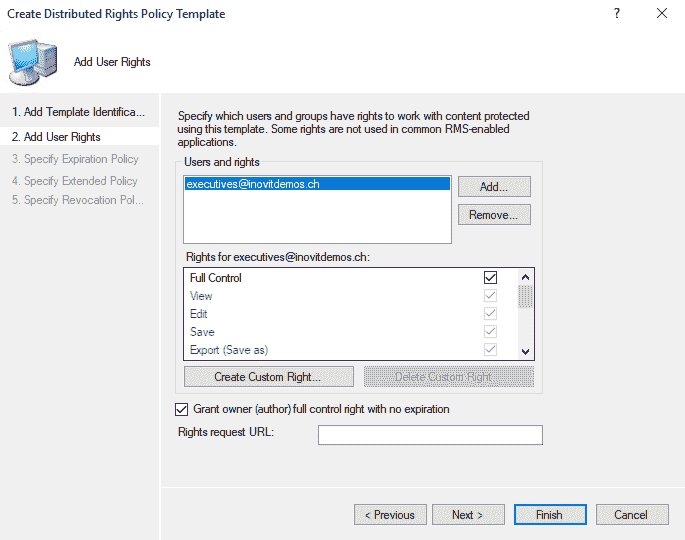 Create Distributed Rights Policy Template
?
Add User Rights
1. Add Template Identifica...
2. Add User Rights
3. Specify Expiration Policy
4. Specify Extended Policy
5. Specify Revocation Pol...
Specify which users and groups have rights to work with content protected
using this template. Some rights are not used in common RMS-enabled
applications.
Users and rights
executives@inovitdemos.ch
Add...
Remove...
Rights for executives@inovitdemos.ch:
Full Control
View
Edit
Save
Export (Save as)
Create Custom Right...
Delete Custom Right...
Grant owner (author) full control right with no expiration
Rights request URL:
< Previous
Next >
Finish
Cancel